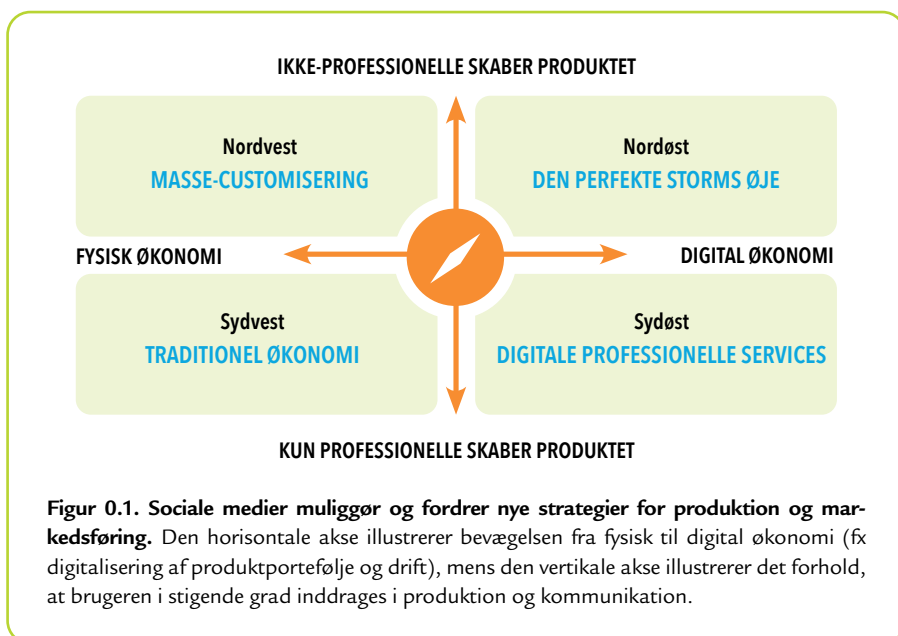 IKKE-PROFESSIONELLE SKABER PRODUKTET
Nordvest
MASSE-CUSTOMISERING
Nordøst
DEN PERFEKTE STORMS ØJE
FYSISK ØKONOMI
DIGITAL ØKONOMI
Sydvest
TRADITIONEL ØKONOMI
Sydøst
DIGITALE PROFESSIONELLE SERVICES
KUN PROFESSIONELLE SKABER PRODUKTET
Figur 0.1. Sociale medier muliggør og fordrer nye strategier for produktion og mar-
kedsføring. Den horisontale akse illustrerer bevægelsen fra fysisk til digital økonomi (fx
digitalisering af produktportefølje og drift), mens den vertikale akse illustrerer det forhold,
at brugeren i stigende grad inddrages i produktion og kommunikation.